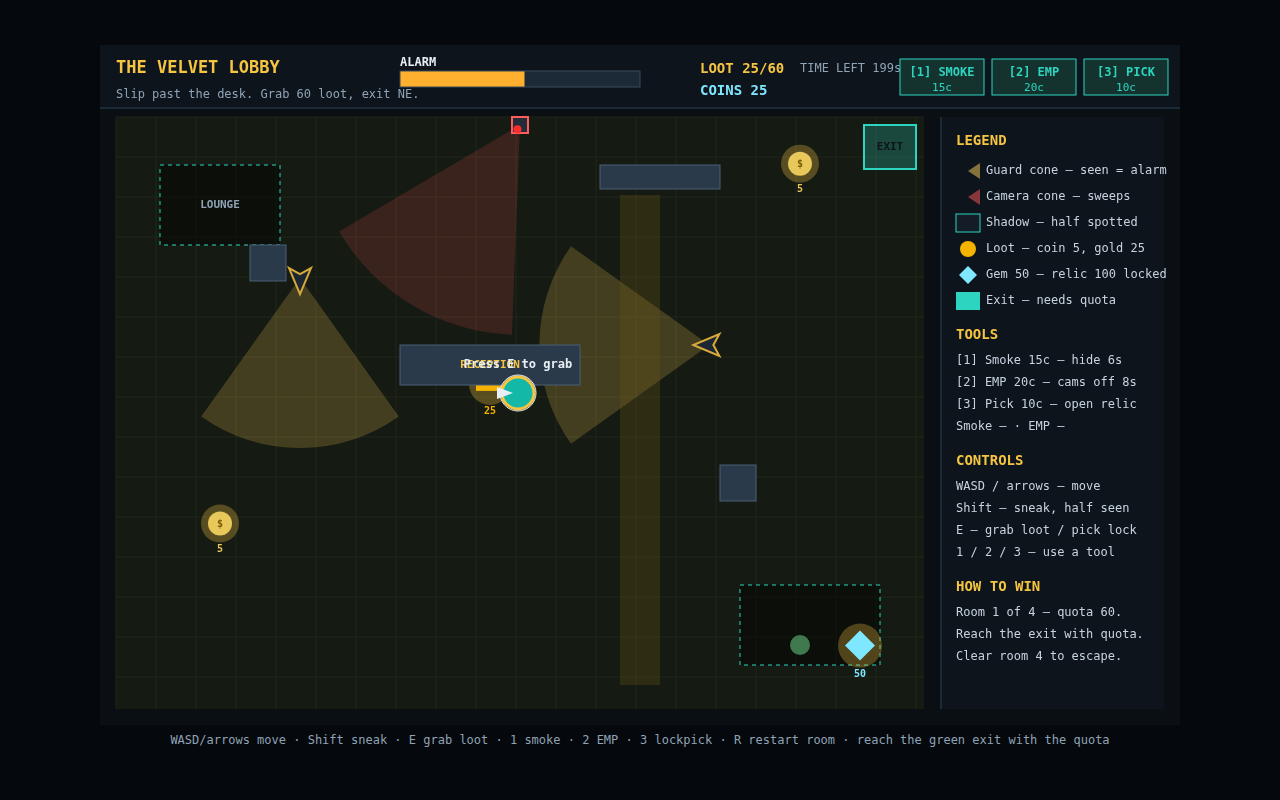 THE VELVET LOBBY
Slip past the desk. Grab 60 loot, exit NE.
ALARM
LOOT 25/60
TIME LEFT 199s
COINS 25
[1] SMOKE
15c
[2] EMP
20c
[3] PICK
10c
EXIT
$
5
LOUNGE
RECEPTION
Press E to grab
25
$
5
50
LEGEND
Guard cone — seen = alarm
Camera cone — sweeps
Shadow — half spotted
Loot — coin 5, gold 25
Gem 50 — relic 100 locked
Exit — needs quota
TOOLS
[1] Smoke 15c — hide 6s
[2] EMP 20c — cams off 8s
[3] Pick 10c — open relic
Smoke — · EMP —
CONTROLS
WASD / arrows — move
Shift — sneak, half seen
E — grab loot / pick lock
1 / 2 / 3 — use a tool
HOW TO WIN
Room 1 of 4 — quota 60.
Reach the exit with quota.
Clear room 4 to escape.
WASD/arrows move · Shift sneak · E grab loot · 1 smoke · 2 EMP · 3 lockpick · R restart room · reach the green exit with the quota